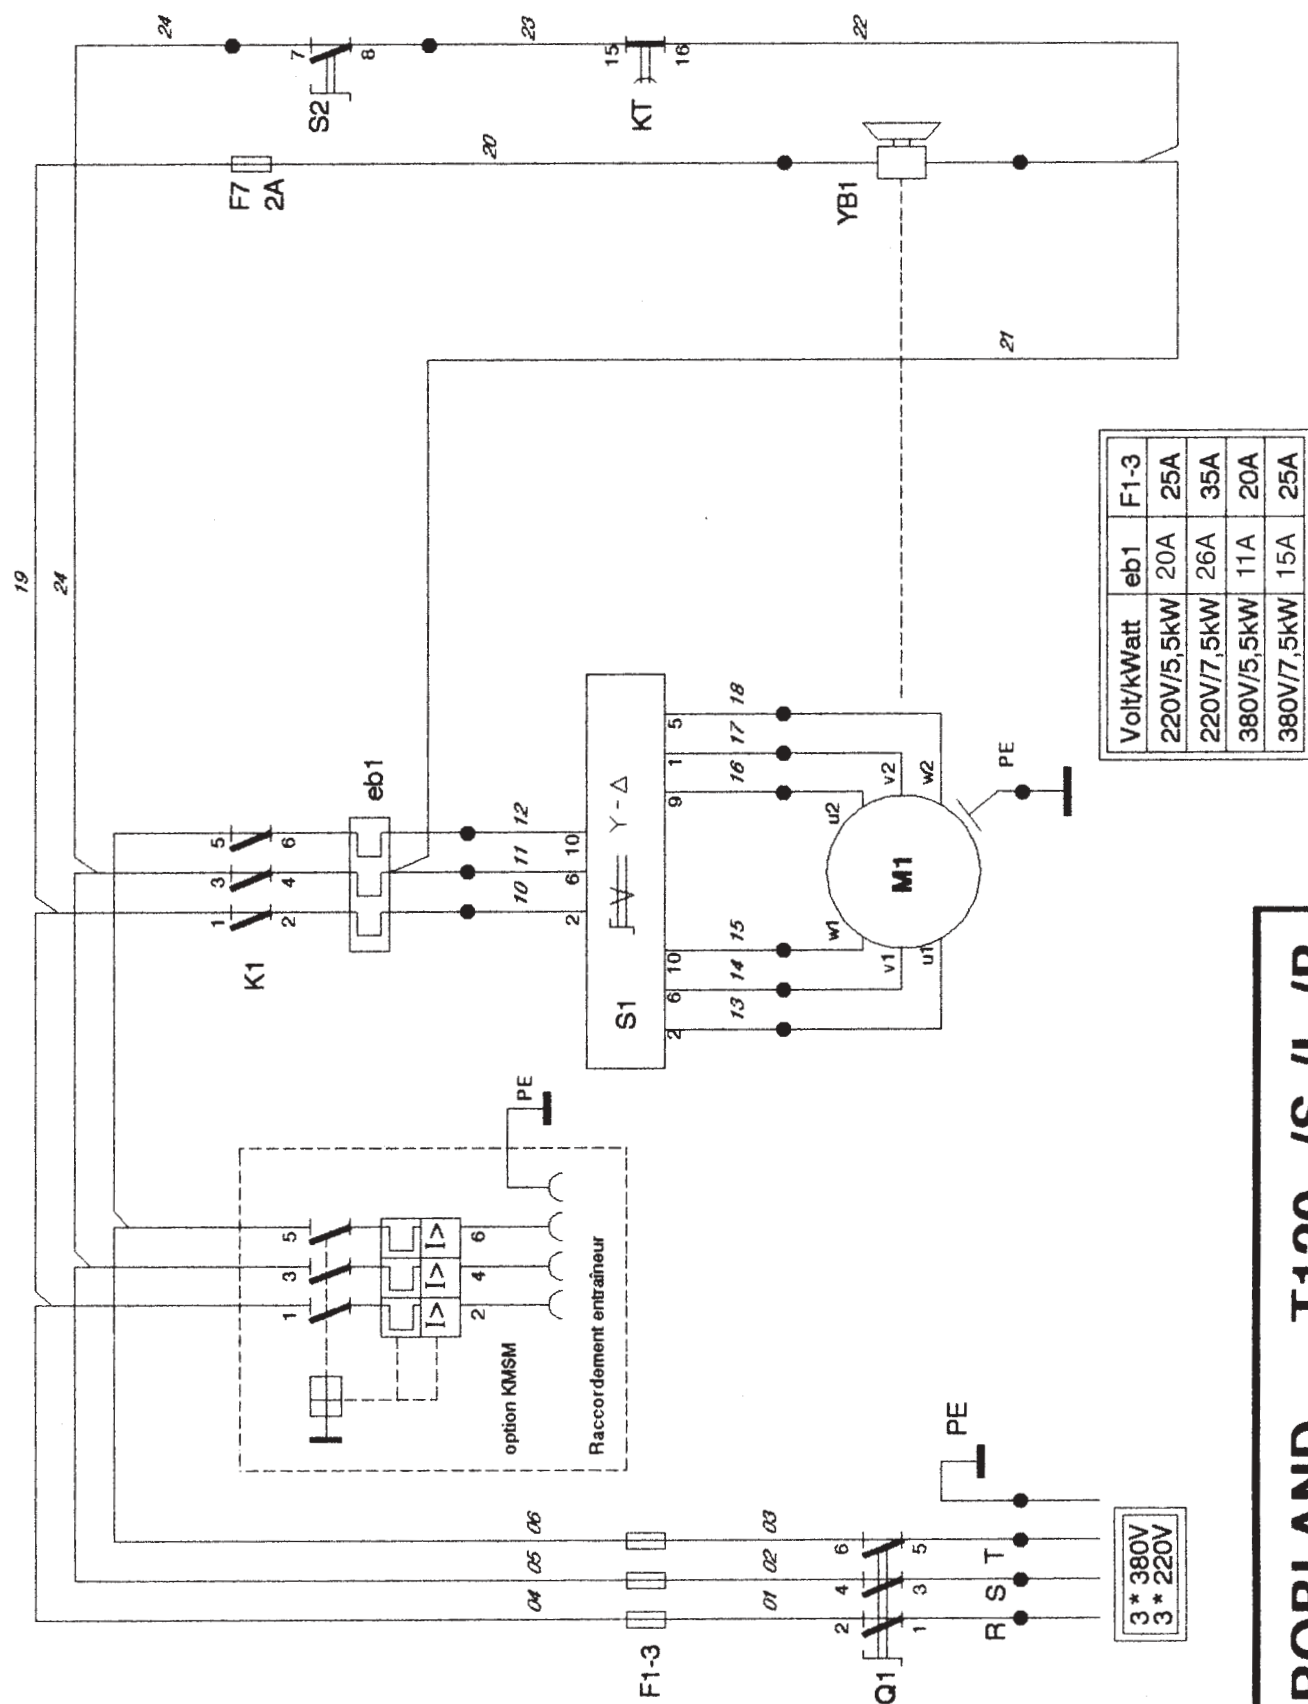 3 * 380V
3 * 220V
R S T
PE
Q1
1 3 5
2 4 6
01 02 03
F1-3
04 05 06
option KMSM
Raccordement entraîneur
1 3 5
I> I> I>
2 4 6
PE
19
24
K1
1 3 5
2 4 6
eb1
10 11 12
2 6 10
S1
Y - Δ
2 6 10 9 1 5
13 14 15 16 17 18
u1 v1 w1 u2 v2 w2
M1
PE
24
7
8
S2
23
15
16
KT
22
F7
2A
20
YB1
21
Volt/kWatt eb1 F1-3
220V/5,5kW 20A 25A
220V/7,5kW 26A 35A
380V/5,5kW 11A 20A
380V/7,5kW 15A 25A
ROBLAND T120 /S /L